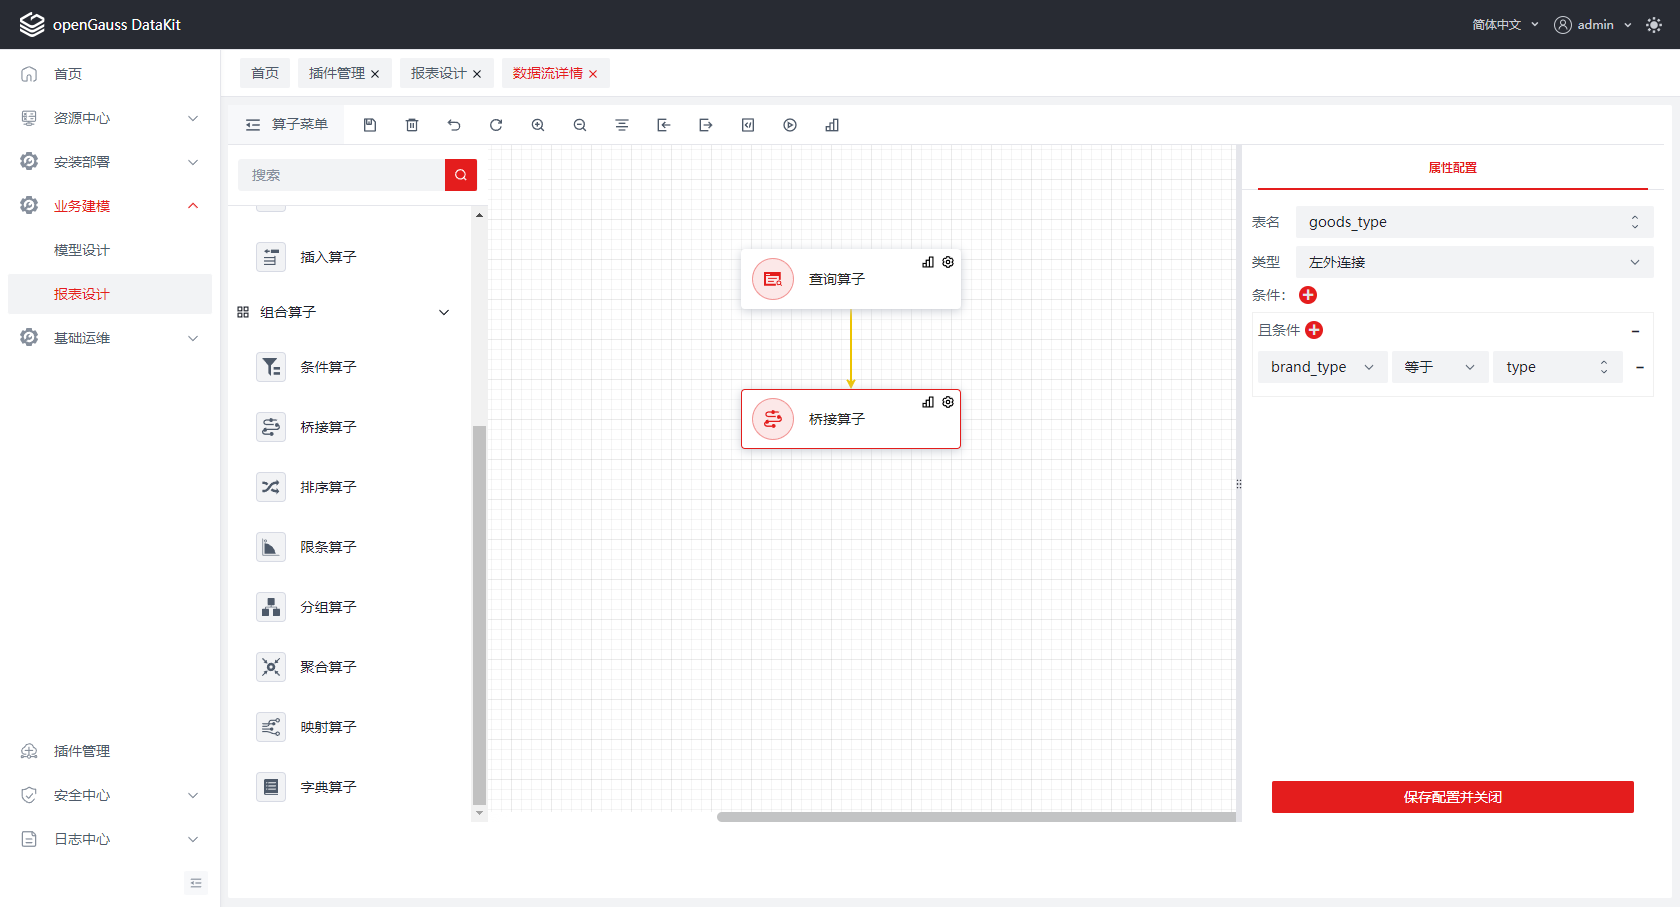 openGauss DataKit
简体中文
admin
首页
资源中心
安装部署
业务建模
模型设计
报表设计
基础运维
插件管理
安全中心
日志中心
首页
插件管理
报表设计
数据流详情
算子菜单
搜索
插入算子
组合算子
条件算子
桥接算子
排序算子
限条算子
分组算子
聚合算子
映射算子
字典算子
查询算子
桥接算子
属性配置
表名 goods_type
类型 左外连接
条件:
且条件
brand_type 等于 type
保存配置并关闭